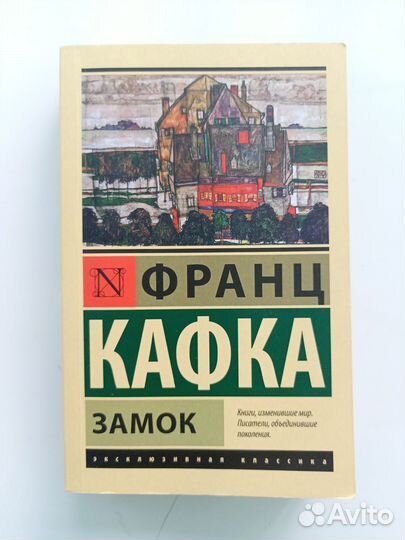 N
ФРАНЦ
КАФКА
ЗАМОК
Книги, изменившие мир.
Писатели, объединившие
поколения.
эксклюзивная классика
Avito